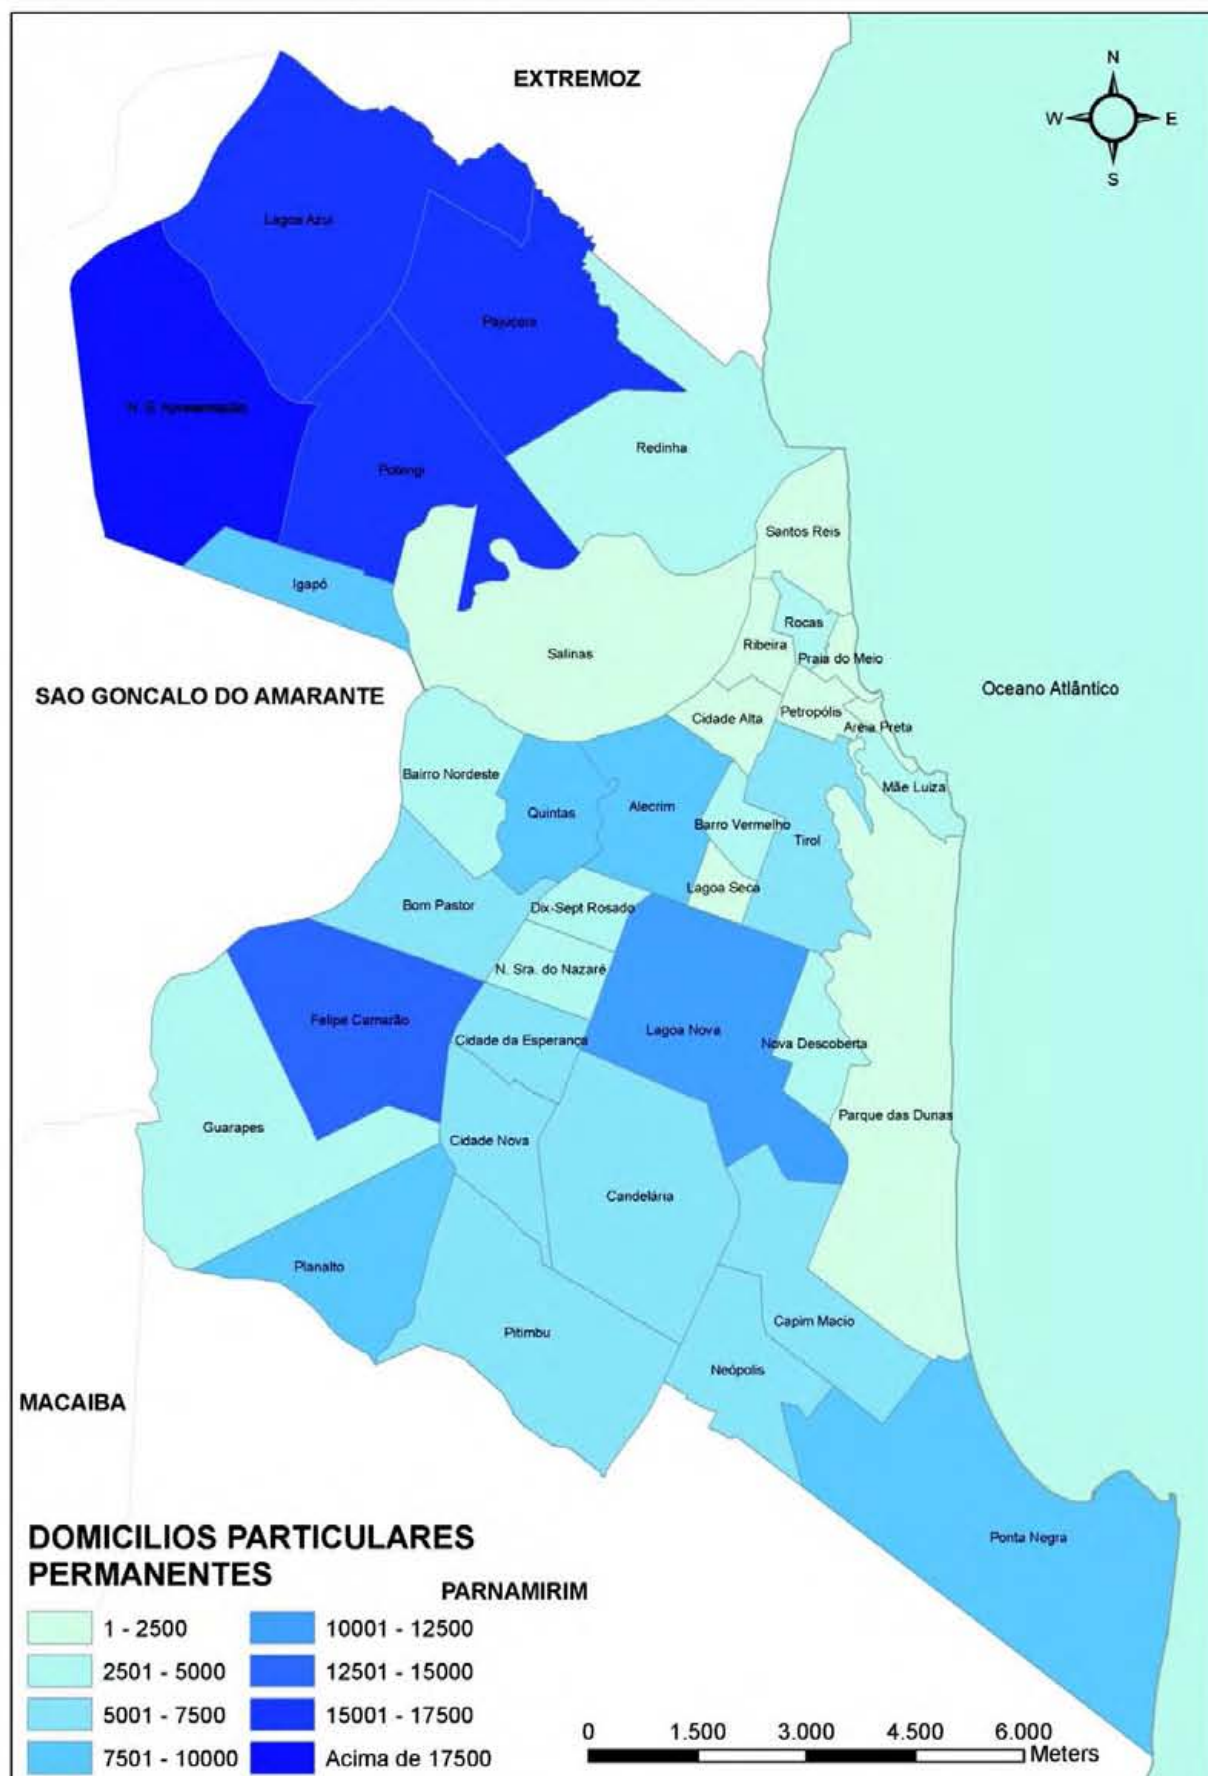 EXTREMOZ
N
W E
S
Lagoa Azul
Pajuçara
N. S. Apresentação
Redinha
Potengi
Santos Reis
Igapó
Rocas
Ribeira
Salinas
Praia do Meio
SAO GONCALO DO AMARANTE
Oceano Atlântico
Petropólis
Cidade Alta
Areia Preta
Bairro Nordeste
Mãe Luiza
Quintas
Alecrim
Barro Vermelho
Tirol
Lagoa Seca
Bom Pastor
Dix-Sept Rosado
N. Sra. do Nazaré
Felipe Camarão
Lagoa Nova
Cidade da Esperança
Nova Descoberta
Guarapes
Parque das Dunas
Cidade Nova
Candelária
Planalto
Pitimbu
Capim Macio
Neópolis
MACAIBA
Ponta Negra
DOMICILIOS PARTICULARES
PERMANENTES
PARNAMIRIM
1 - 2500
2501 - 5000
5001 - 7500
7501 - 10000
10001 - 12500
12501 - 15000
15001 - 17500
Acima de 17500
0 1.500 3.000 4.500 6.000
Meters